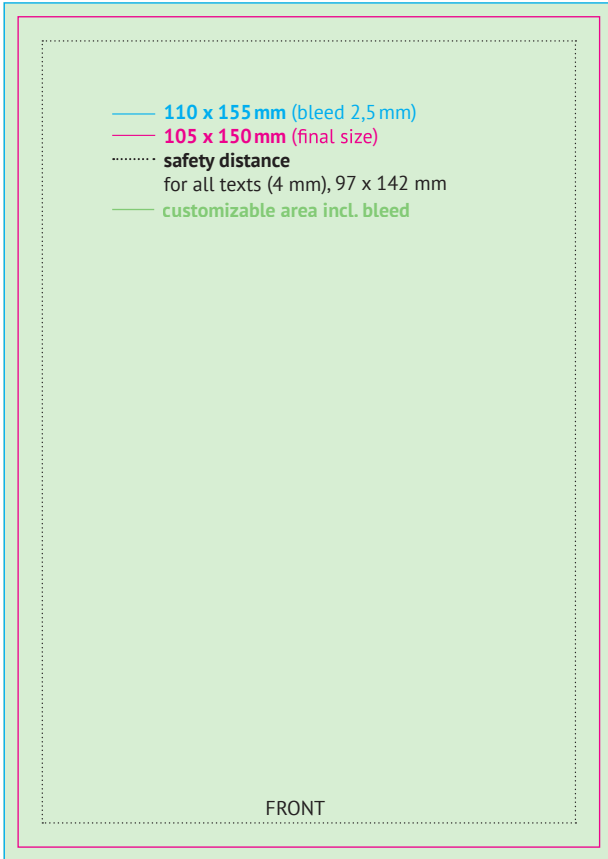 110 x 155 mm (bleed 2,5 mm)
105 x 150 mm (final size)
safety distance
for all texts (4 mm), 97 x 142 mm
customizable area incl. bleed
FRONT